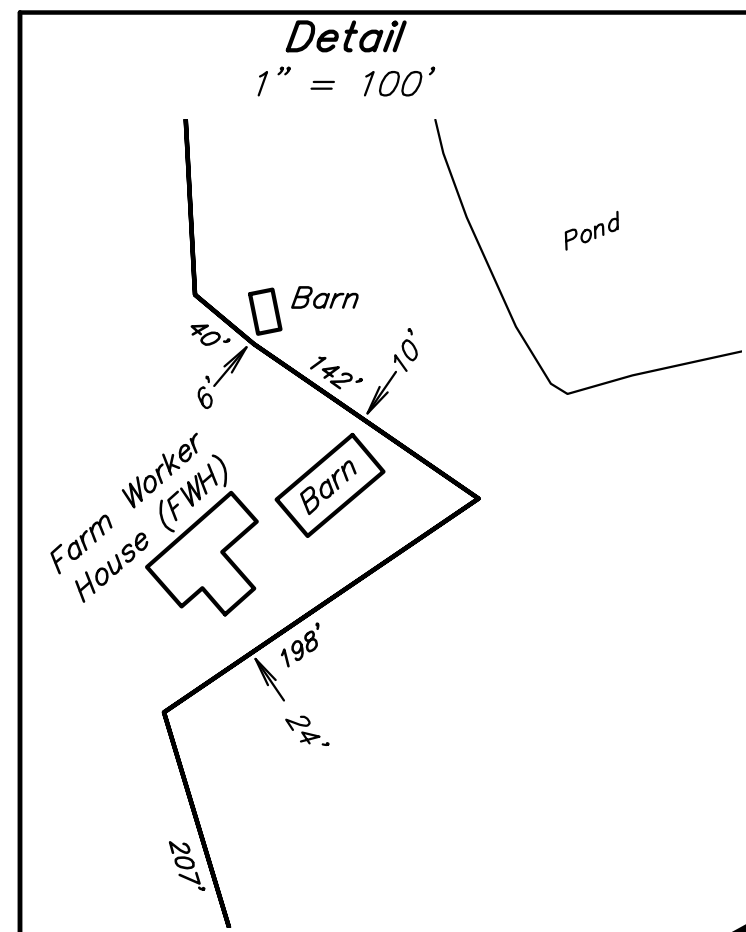 Detail
1" = 100'
Pond
Barn
40'
10'
142'
6'
Farm Worker
House (FWH)
Barn
198'
24'
207'